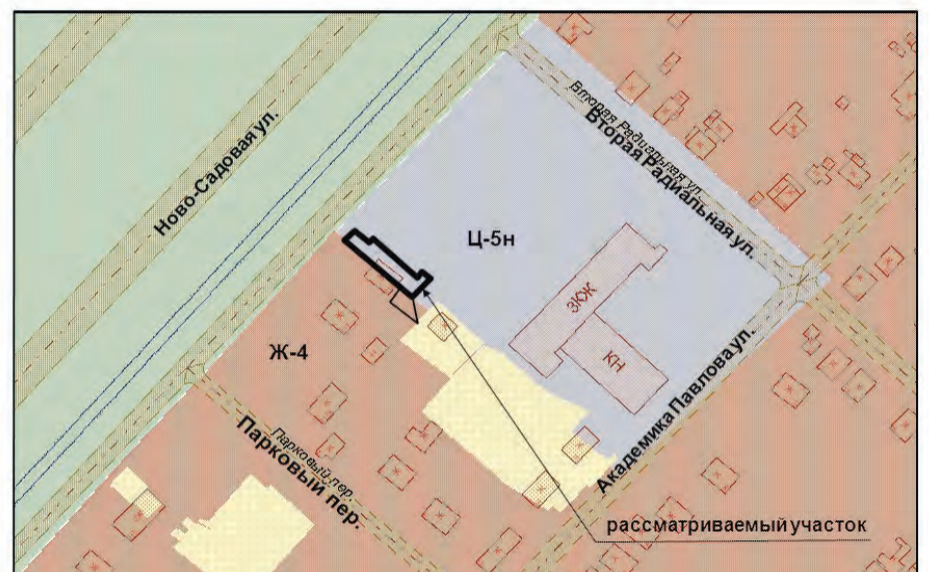 Ново-Садовая ул.
Вторая Радиальная ул.
Вторая Радиальная ул.
Ц-5н
ЗКЖ
КН
Ж-4
Академика Павлова ул.
Парковый пер.
Парковый пер.
рассматриваемый участок